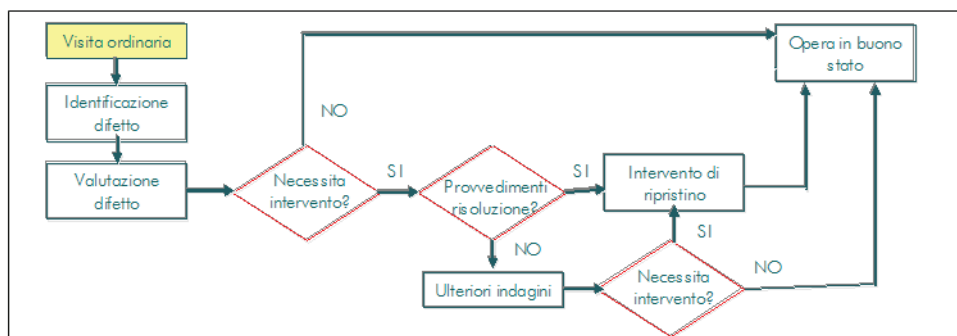 Visita ordinaria
Opera in buono
stato
Identificazione
difetto
NO
Valutazione
difetto
Necessita
intervento?
SI
Provvedimenti
risoluzione?
SI
Intervento di
ripristino
NO
SI
Ulteriori indagini
Necessita
intervento?
NO